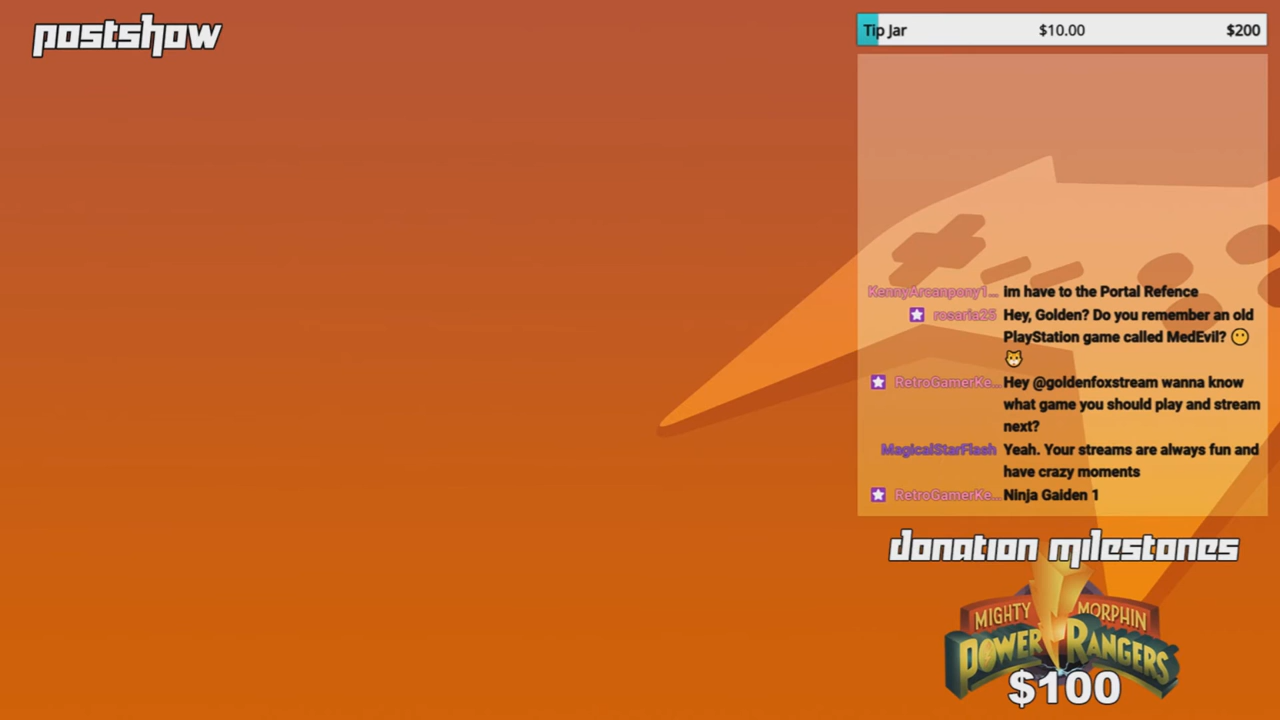 postshow
Tip Jar $10.00 $200
KennyArcanpony1... im have to the Portal Refence
rosaria25 Hey, Golden? Do you remember an old
PlayStation game called MedEvil?
RetroGamerKe... Hey @goldenfoxstream wanna know
what game you should play and stream
next?
MagicalStarFlash Yeah. Your streams are always fun and
have crazy moments
RetroGamerKe... Ninja Gaiden 1
donation milestones
MIGHTY MORPHIN
POWER RANGERS
$100